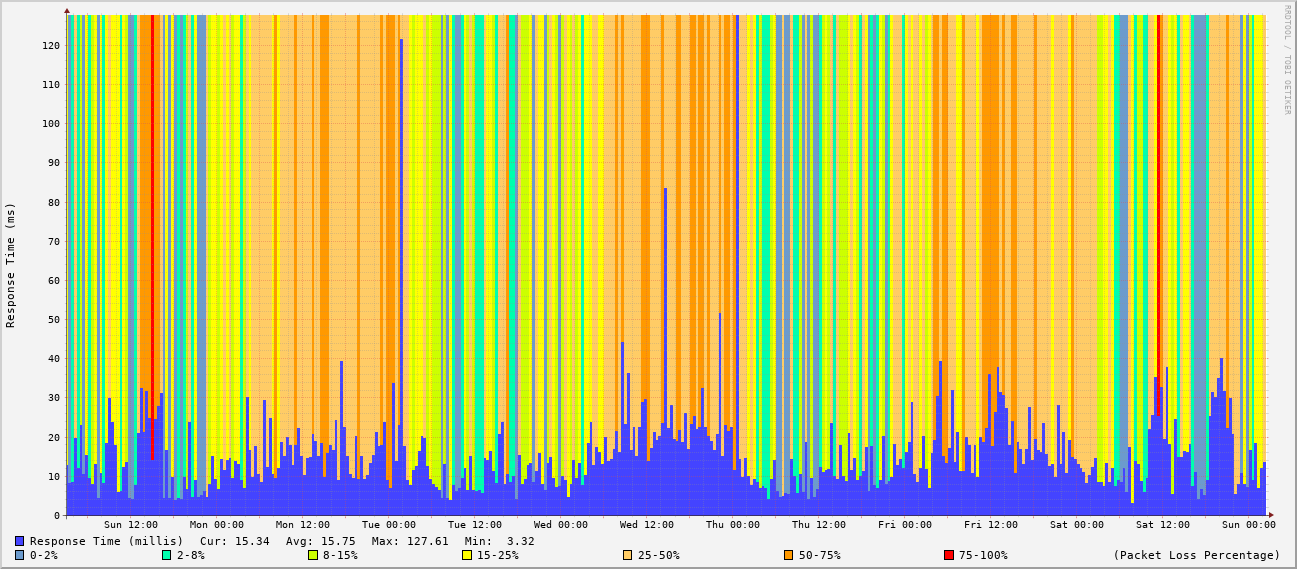 RRDTOOL / TOBI OETIKER
Response Time (ms)
120
110
100
90
80
70
60
50
40
30
20
10
0
Sun 12:00 Mon 00:00 Mon 12:00 Tue 00:00 Tue 12:00 Wed 00:00 Wed 12:00 Thu 00:00 Thu 12:00 Fri 00:00 Fri 12:00 Sat 00:00 Sat 12:00 Sun 00:00
Response Time (millis) Cur: 15.34 Avg: 15.75 Max: 127.61 Min: 3.32
0-2% 2-8% 8-15% 15-25% 25-50% 50-75% 75-100% (Packet Loss Percentage)